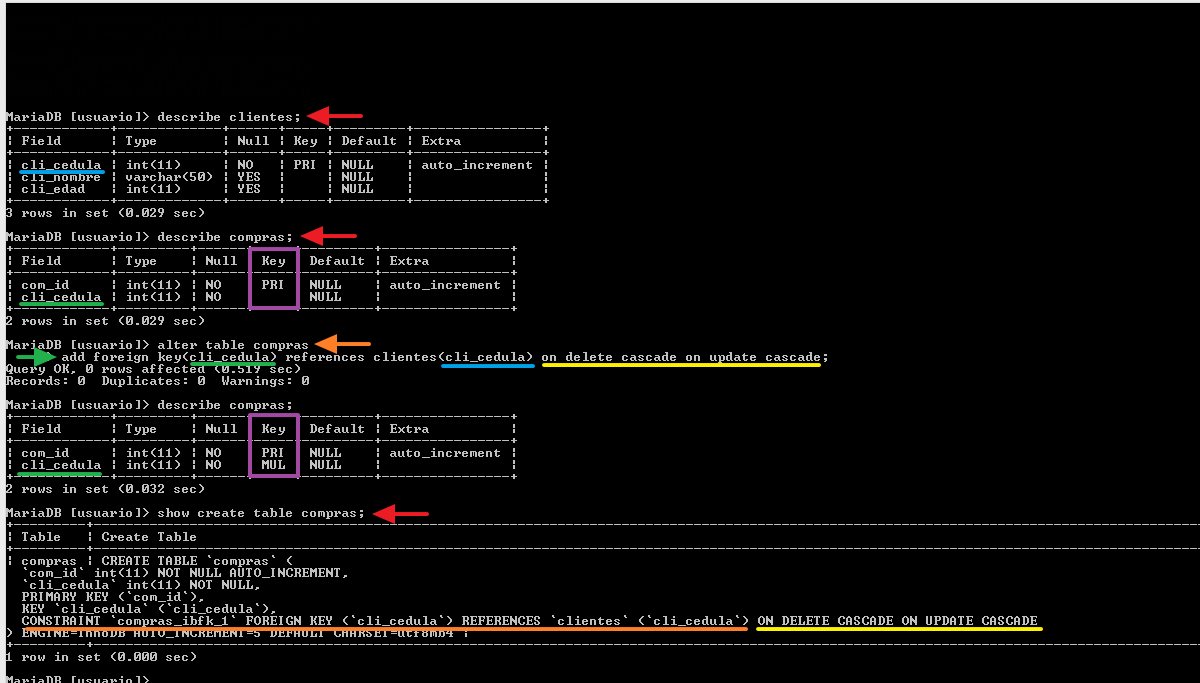 MariaDB [usuario]> describe clientes;
| Field | Type | Null | Key | Default | Extra |
| cli_cedula | int(11) | NO | PRI | NULL | auto_increment |
| cli_nombre | varchar(50) | YES | | NULL | |
| cli_edad | int(11) | YES | | NULL | |
3 rows in set (0.029 sec)
MariaDB [usuario]> describe compras;
| Field | Type | Null | Key | Default | Extra |
| com_id | int(11) | NO | PRI | NULL | auto_increment |
| cli_cedula | int(11) | NO | | NULL | |
2 rows in set (0.029 sec)
MariaDB [usuario]> alter table compras
add foreign key(cli_cedula) references clientes(cli_cedula) on delete cascade on update cascade;
Query OK, 0 rows affected (0.519 sec)
Records: 0 Duplicates: 0 Warnings: 0
MariaDB [usuario]> describe compras;
| Field | Type | Null | Key | Default | Extra |
| com_id | int(11) | NO | PRI | NULL | auto_increment |
| cli_cedula | int(11) | NO | MUL | NULL | |
2 rows in set (0.032 sec)
MariaDB [usuario]> show create table compras;
| Table | Create Table
| compras | CREATE TABLE `compras` (
`com_id` int(11) NOT NULL AUTO_INCREMENT,
`cli_cedula` int(11) NOT NULL,
PRIMARY KEY (`com_id`),
KEY `cli_cedula` (`cli_cedula`),
CONSTRAINT `compras_ibfk_1` FOREIGN KEY (`cli_cedula`) REFERENCES `clientes` (`cli_cedula`) ON DELETE CASCADE ON UPDATE CASCADE
) ENGINE=InnoDB AUTO_INCREMENT=5 DEFAULT CHARSET=utf8mb4 |
1 row in set (0.000 sec)
MariaDB [usuario]>